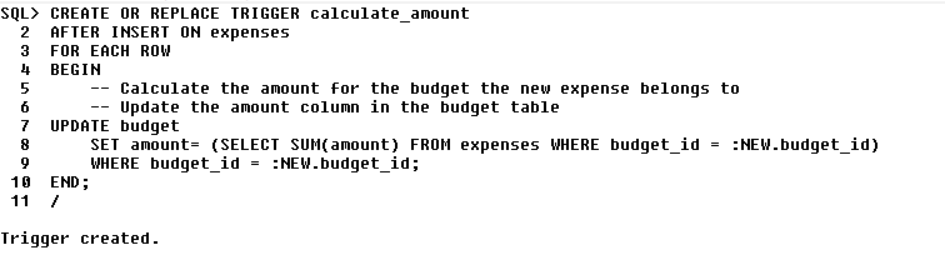 SQL> CREATE OR REPLACE TRIGGER calculate_amount
  2  AFTER INSERT ON expenses
  3  FOR EACH ROW
  4  BEGIN
  5      -- Calculate the amount for the budget the new expense belongs to
  6      -- Update the amount column in the budget table
  7  UPDATE budget
  8      SET amount= (SELECT SUM(amount) FROM expenses WHERE budget_id = :NEW.budget_id)
  9      WHERE budget_id = :NEW.budget_id;
 10  END;
 11  /
Trigger created.